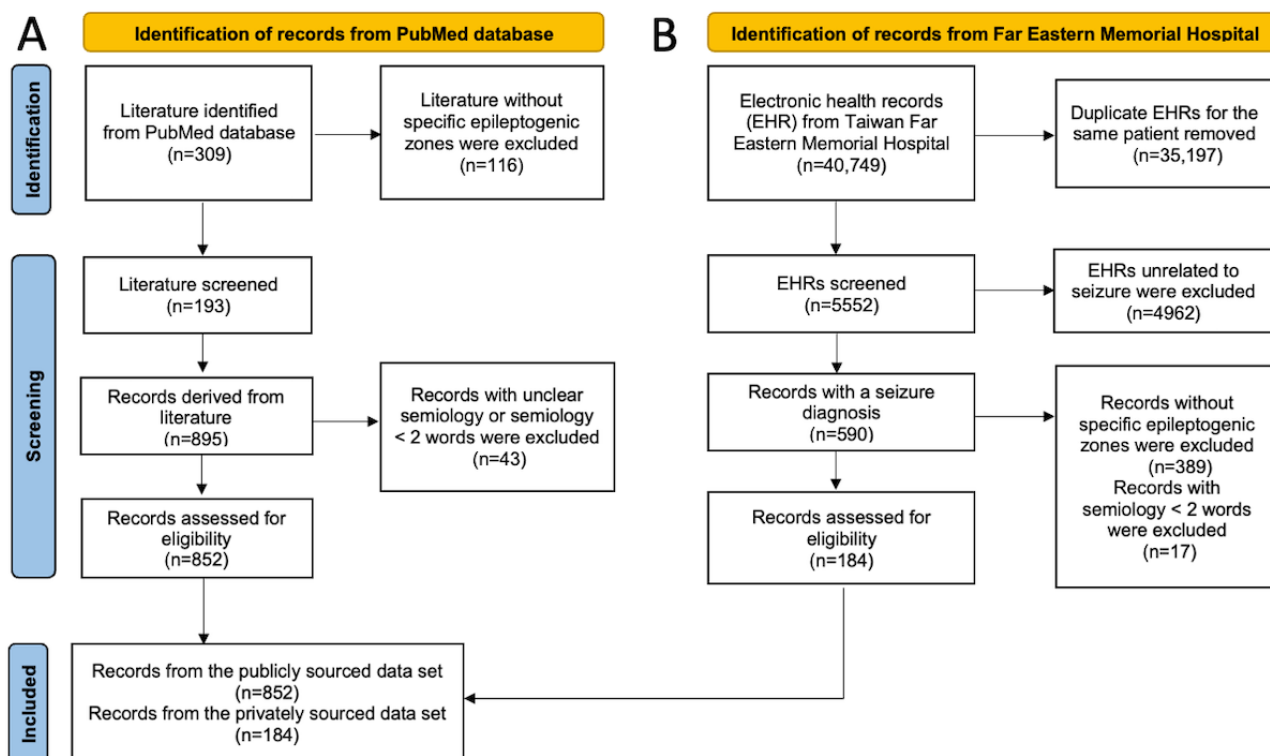 A
Identification of records from PubMed database
Identification
Literature identified
from PubMed database
(n=309)
Literature without
specific epileptogenic
zones were excluded
(n=116)
Screening
Literature screened
(n=193)
Records derived from
literature
(n=895)
Records with unclear
semiology or semiology
< 2 words were excluded
(n=43)
Records assessed for
eligibility
(n=852)
B
Identification of records from Far Eastern Memorial Hospital
Electronic health records
(EHR) from Taiwan Far
Eastern Memorial Hospital
(n=40,749)
Duplicate EHRs for the
same patient removed
(n=35,197)
EHRs screened
(n=5552)
EHRs unrelated to
seizure were excluded
(n=4962)
Records with a seizure
diagnosis
(n=590)
Records without
specific epileptogenic
zones were excluded
(n=389)
Records with
semiology < 2 words
were excluded
(n=17)
Records assessed for
eligibility
(n=184)
Included
Records from the publicly sourced data set
(n=852)
Records from the privately sourced data set
(n=184)